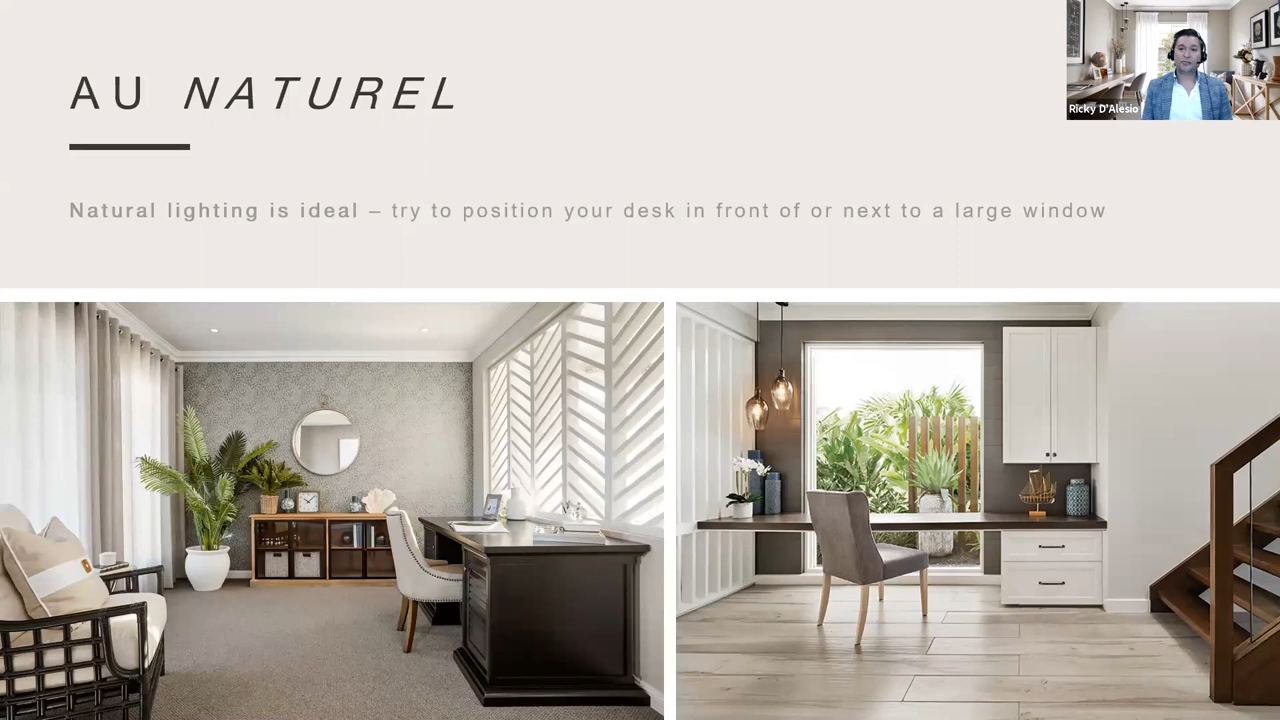 AU NATUREL
Ricky D'Alesio
Natural lighting is ideal – try to position your desk in front of or next to a large window